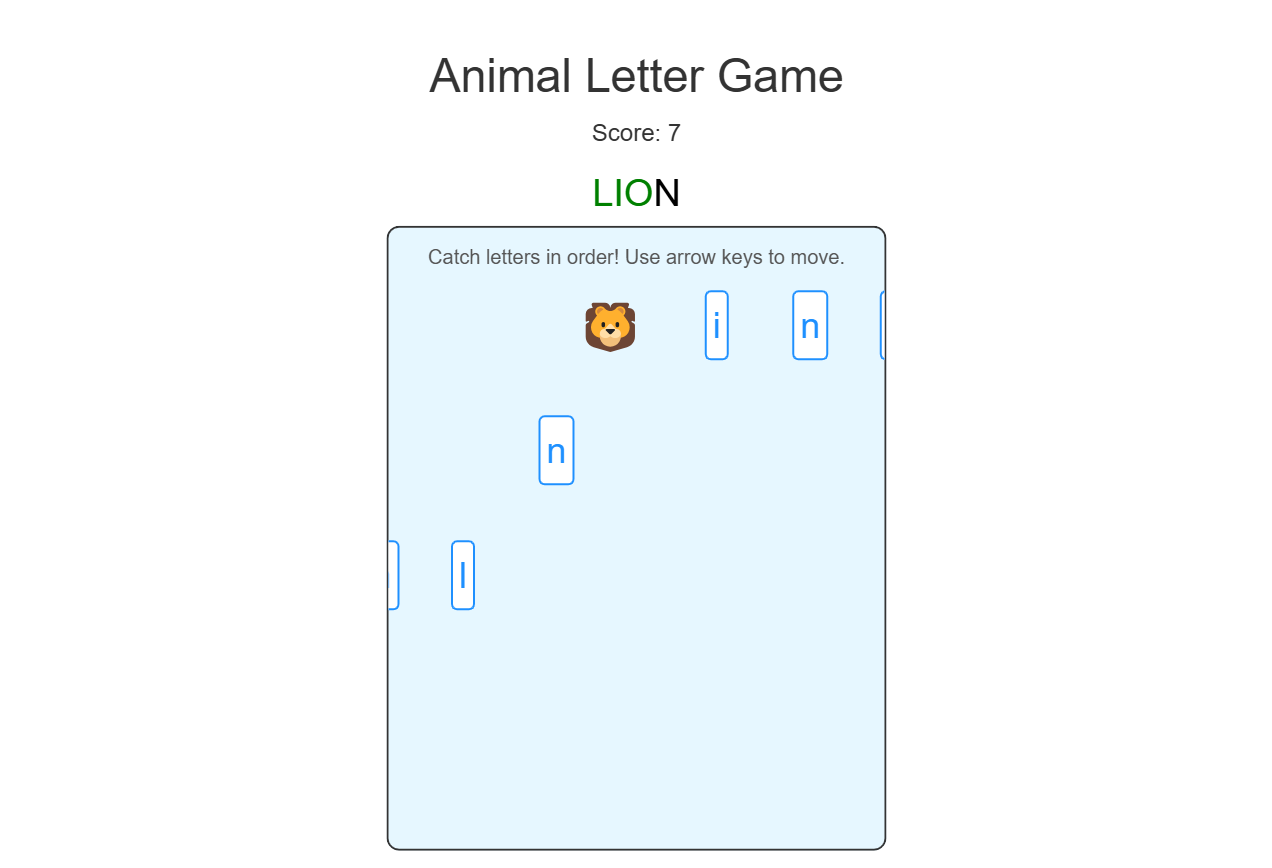 Animal Letter Game
Score: 7
LION
Catch letters in order! Use arrow keys to move.
i n
n
l